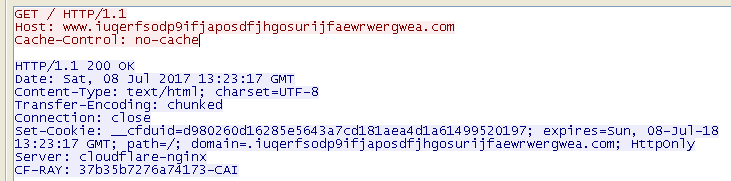 GET / HTTP/1.1
Host: www.iuqerfsodp9ifjaposdfjhgosurijfaewrwergwea.com
Cache-Control: no-cache
HTTP/1.1 200 OK
Date: Sat, 08 Jul 2017 13:23:17 GMT
Content-Type: text/html; charset=UTF-8
Transfer-Encoding: chunked
Connection: close
Set-Cookie: __cfduid=d980260d16285e5643a7cd181aea4d1a61499520197; expires=Sun, 08-Jul-18
13:23:17 GMT; path=/; domain=.iuqerfsodp9ifjaposdfjhgosurijfaewrwergwea.com; HttpOnly
Server: cloudflare-nginx
CF-RAY: 37b35b7276a74173-CAI